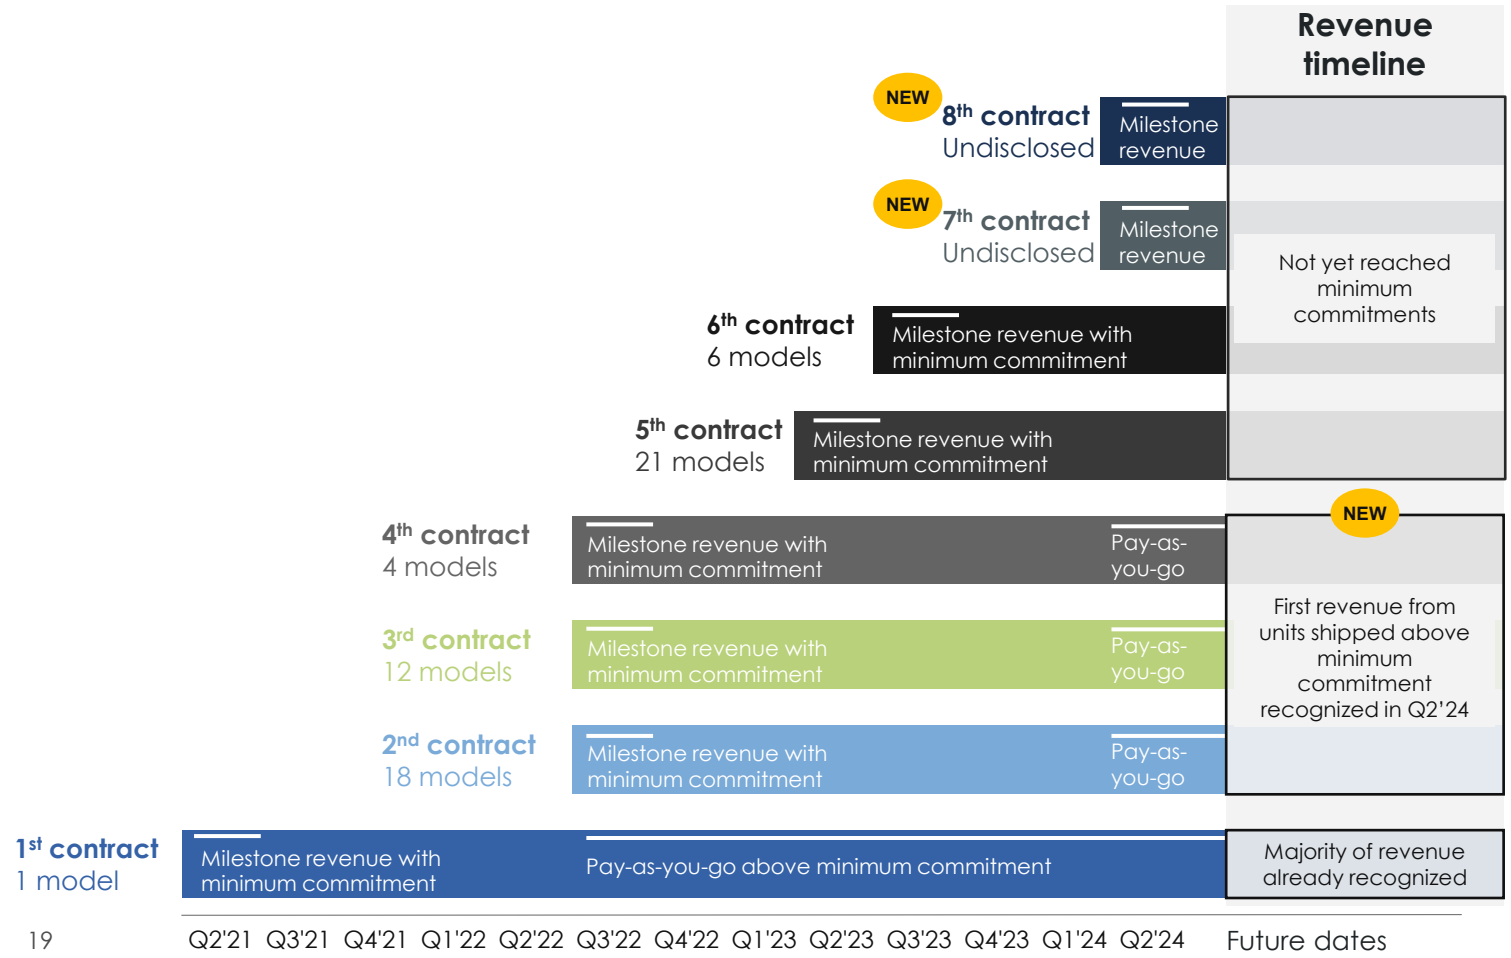 Revenue
timeline
NEW
8th contract
Undisclosed
Milestone
revenue
NEW
7th contract
Undisclosed
Milestone
revenue
Not yet reached
minimum
commitments
6th contract
6 models
Milestone revenue with
minimum commitment
5th contract
21 models
Milestone revenue with
minimum commitment
NEW
4th contract
4 models
Milestone revenue with
minimum commitment
Pay-as-
you-go
First revenue from
units shipped above
minimum
commitment
recognized in Q2’24
3rd contract
12 models
Milestone revenue with
minimum commitment
Pay-as-
you-go
2nd contract
18 models
Milestone revenue with
minimum commitment
Pay-as-
you-go
1st contract
1 model
Milestone revenue with
minimum commitment
Pay-as-you-go above minimum commitment
Majority of revenue
already recognized
19
Q2'21 Q3'21 Q4'21 Q1'22 Q2'22 Q3'22 Q4'22 Q1'23 Q2'23 Q3'23 Q4'23 Q1'24 Q2'24 Future dates